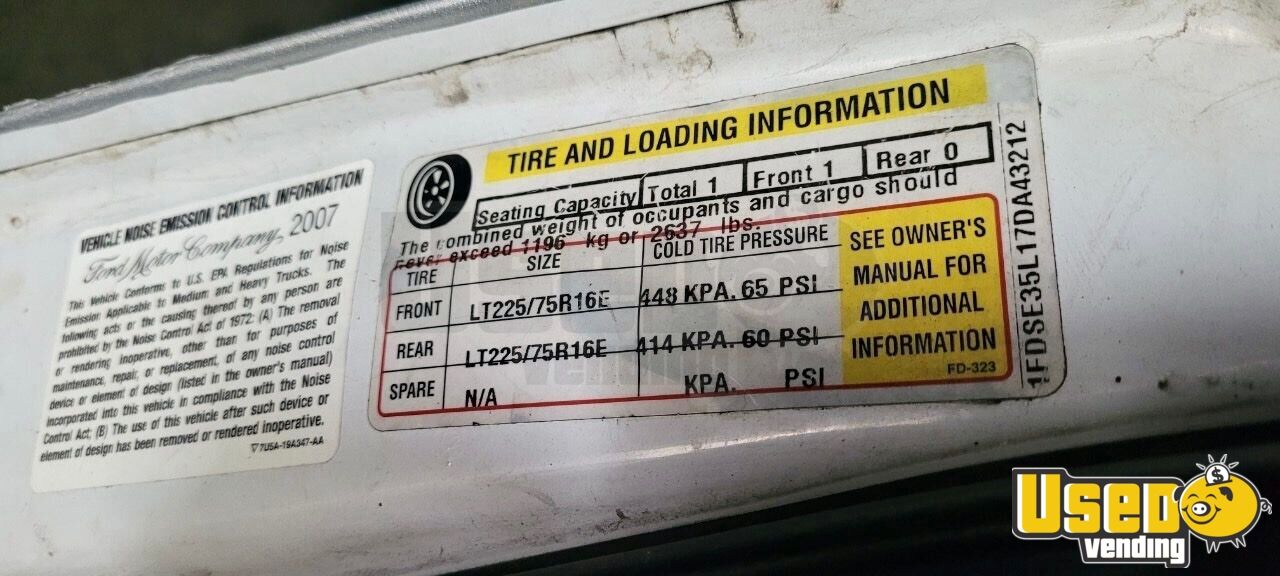 VEHICLE NOISE EMISSION CONTROL INFORMATION
Ford Motor Company, 2007
This Vehicle Conforms to U.S. EPA Regulations for Noise
Emission Applicable to Medium and Heavy Trucks. The
following acts or the causing thereof by any person are
prohibited by the Noise Control Act of 1972: (A) The removal
or rendering inoperative, other than for purposes of
maintenance, repair, or replacement, of any noise control
device or element of design (listed in the owner's manual)
incorporated into this vehicle in compliance with the Noise
Control Act; (B) The use of this vehicle after such device or
element of design has been removed or rendered inoperative.
7U5A-19A347-AA
TIRE AND LOADING INFORMATION
Seating Capacity Total 1 Front 1 Rear 0
The combined weight of occupants and cargo should
never exceed 1196 kg or 2637 lbs.
TIRE SIZE COLD TIRE PRESSURE
FRONT LT225/75R16E 448 KPA. 65 PSI
REAR LT225/75R16E 414 KPA. 60 PSI
SPARE N/A KPA. PSI
SEE OWNER'S
MANUAL FOR
ADDITIONAL
INFORMATION
FD-323
1FDSE35L17DA43212
Used
vending